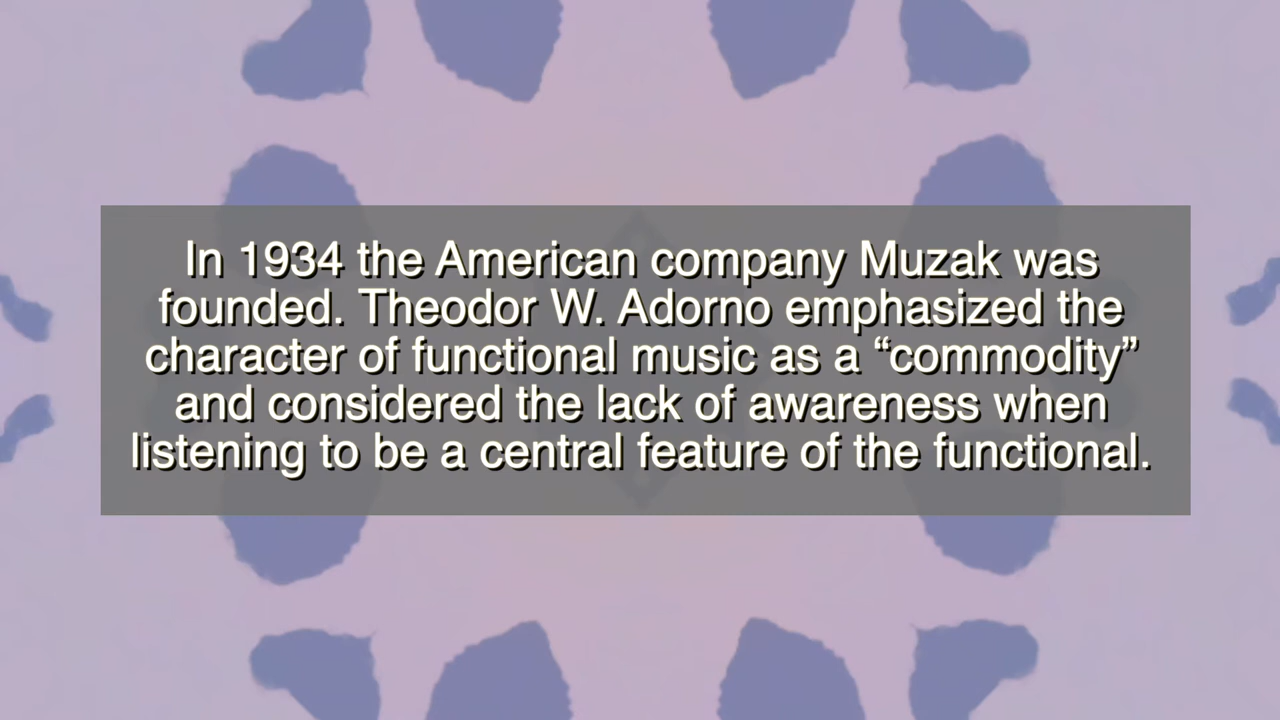 In 1934 the American company Muzak was
founded. Theodor W. Adorno emphasized the
character of functional music as a “commodity”
and considered the lack of awareness when
listening to be a central feature of the functional.